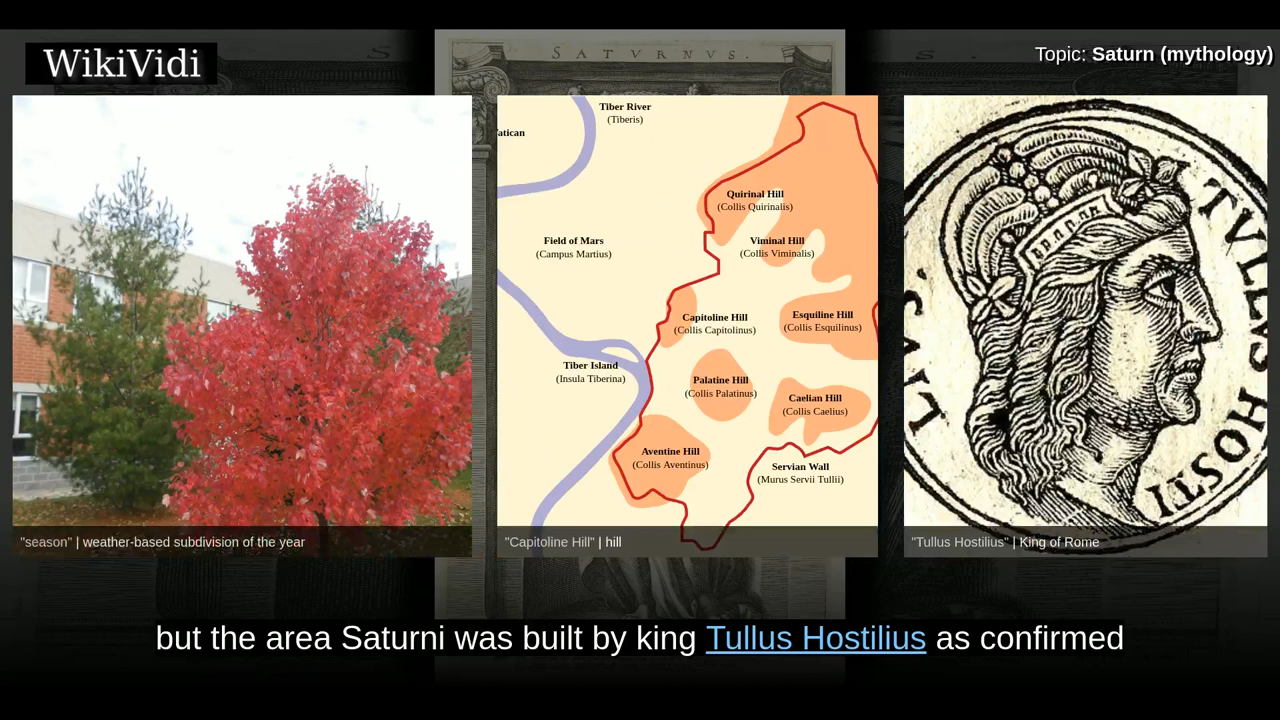 WikiVidi
Topic: Saturn (mythology)
SATVRNVS.
Tiber River
(Tiberis)
atican
Quirinal Hill
(Collis Quirinalis)
Field of Mars
(Campus Martius)
Viminal Hill
(Collis Viminalis)
Capitoline Hill
(Collis Capitolinus)
Esquiline Hill
(Collis Esquilinus)
Tiber Island
(Insula Tiberina)
Palatine Hill
(Collis Palatinus)
Caelian Hill
(Collis Caelius)
Aventine Hill
(Collis Aventinus)
Servian Wall
(Murus Servii Tullii)
TVLLVS HOSTI
LIVS.
"season" | weather-based subdivision of the year
"Capitoline Hill" | hill
"Tullus Hostilius" | King of Rome
but the area Saturni was built by king Tullus Hostilius as confirmed